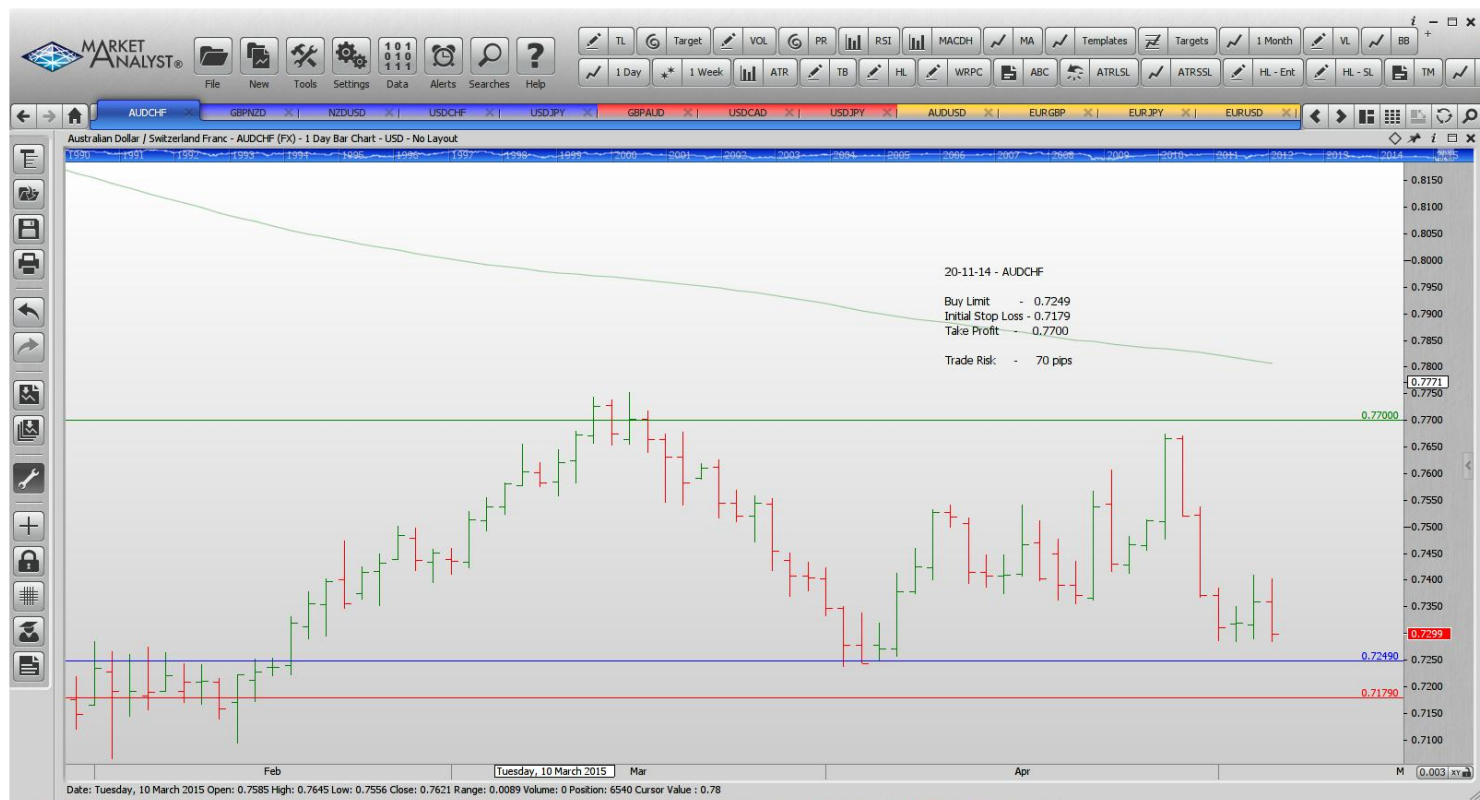 i
MARKET ANALYST®
File New Tools Settings Data Alerts Searches Help
TL Target VOL PR RSI MACDH MA Templates Targets 1 Month VL BB
1 Day 1 Week ATR TB HL WRPC ABC ATRLSL ATRSSL HL - Ent HL - SL TM
101
010
111
AUDCHF GBPNZD NZDUSD USDCHF USDJPY GBPAUD USDCAD USDJPY AUDUSD EURGBP EURJPY EURUSD
Australian Dollar / Switzerland Franc - AUDCHF (FX) - 1 Day Bar Chart - USD - No Layout
1990 1991 1992 1993 1994 1995 1996 1997 1998 1999 2000 2001 2002 2003 2004 2005 2006 2007 2008 2009 2010 2011 2012 2013 2014
0.8150
0.8100
0.8050
0.8000
0.7950
0.7900
0.7850
0.7800
0.7771
0.7750
0.7700
0.7650
0.7600
0.7550
0.7500
0.7450
0.7400
0.7350
0.7299
0.7250
0.7200
0.7150
0.7100
20-11-14 - AUDCHF
Buy Limit - 0.7249
Initial Stop Loss - 0.7179
Take Profit - 0.7700
Trade Risk - 70 pips
0.77000
0.72490
0.71790
Feb Tuesday, 10 March 2015 Mar Apr M 0.003 XY
Date: Tuesday, 10 March 2015 Open: 0.7585 High: 0.7645 Low: 0.7556 Close: 0.7621 Range: 0.0089 Volume: 0 Position: 6540 Cursor Value : 0.78